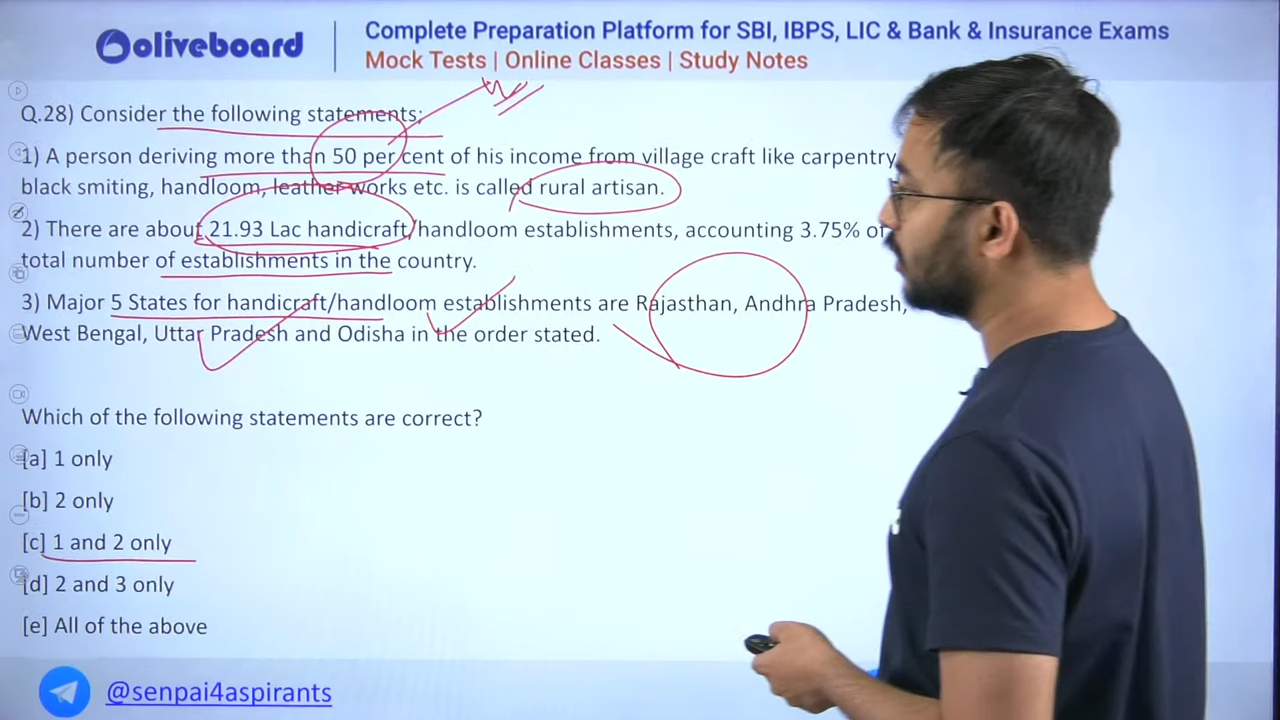 oliveboard
Complete Preparation Platform for SBI, IBPS, LIC & Bank & Insurance Exams
Mock Tests | Online Classes | Study Notes
Q.28) Consider the following statements:
1) A person deriving more than 50 per cent of his income from village craft like carpentry
black smiting, handloom, leather works etc. is called rural artisan.
2) There are about 21.93 Lac handicraft/handloom establishments, accounting 3.75% of
total number of establishments in the country.
3) Major 5 States for handicraft/handloom establishments are Rajasthan, Andhra Pradesh,
West Bengal, Uttar Pradesh and Odisha in the order stated.
Which of the following statements are correct?
[a] 1 only
[b] 2 only
[c] 1 and 2 only
[d] 2 and 3 only
[e] All of the above
@senpai4aspirants